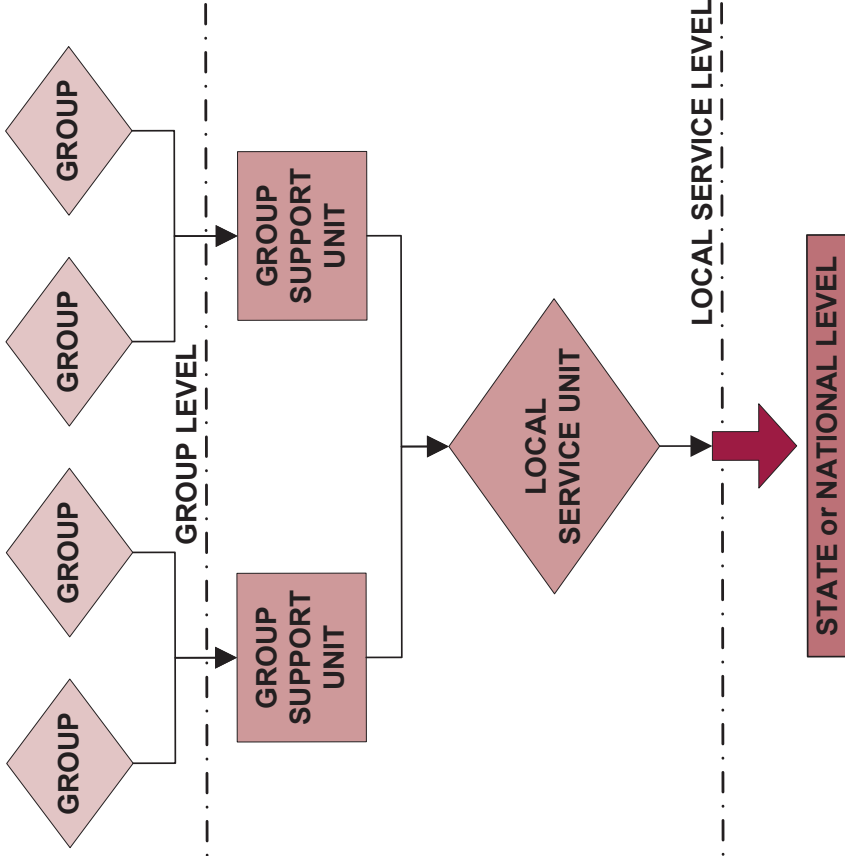 GROUP
GROUP
GROUP
GROUP
GROUP LEVEL
GROUP
SUPPORT
UNIT
GROUP
SUPPORT
UNIT
LOCAL
SERVICE UNIT
LOCAL SERVICE LEVEL
STATE or NATIONAL LEVEL